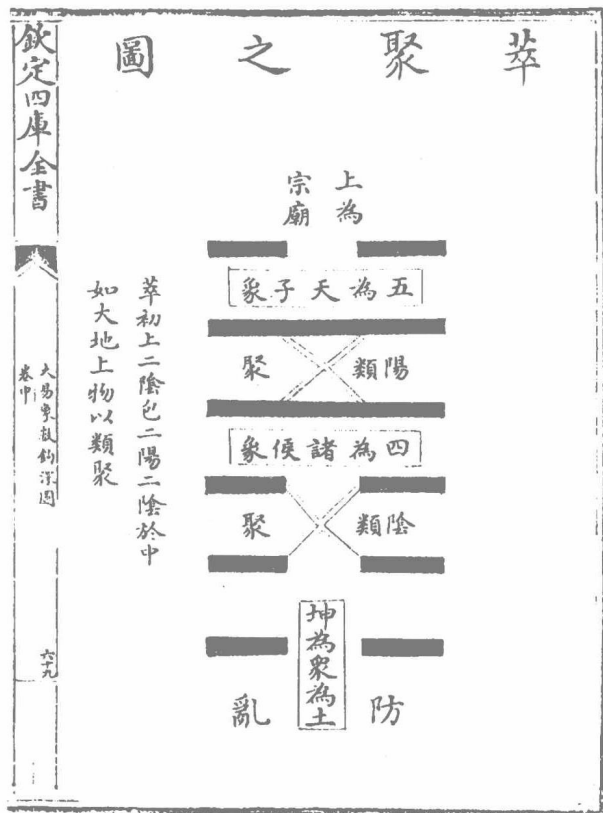 萃聚之圖
上為
宗廟
五為天子象
陽類聚
四為諸侯象
陰類聚
坤為衆為土
防亂
萃初上二陰包二陽二陰於中
如大地上物以類聚
欽定四庫全書
大易象數鈎深圖
卷中
六十九